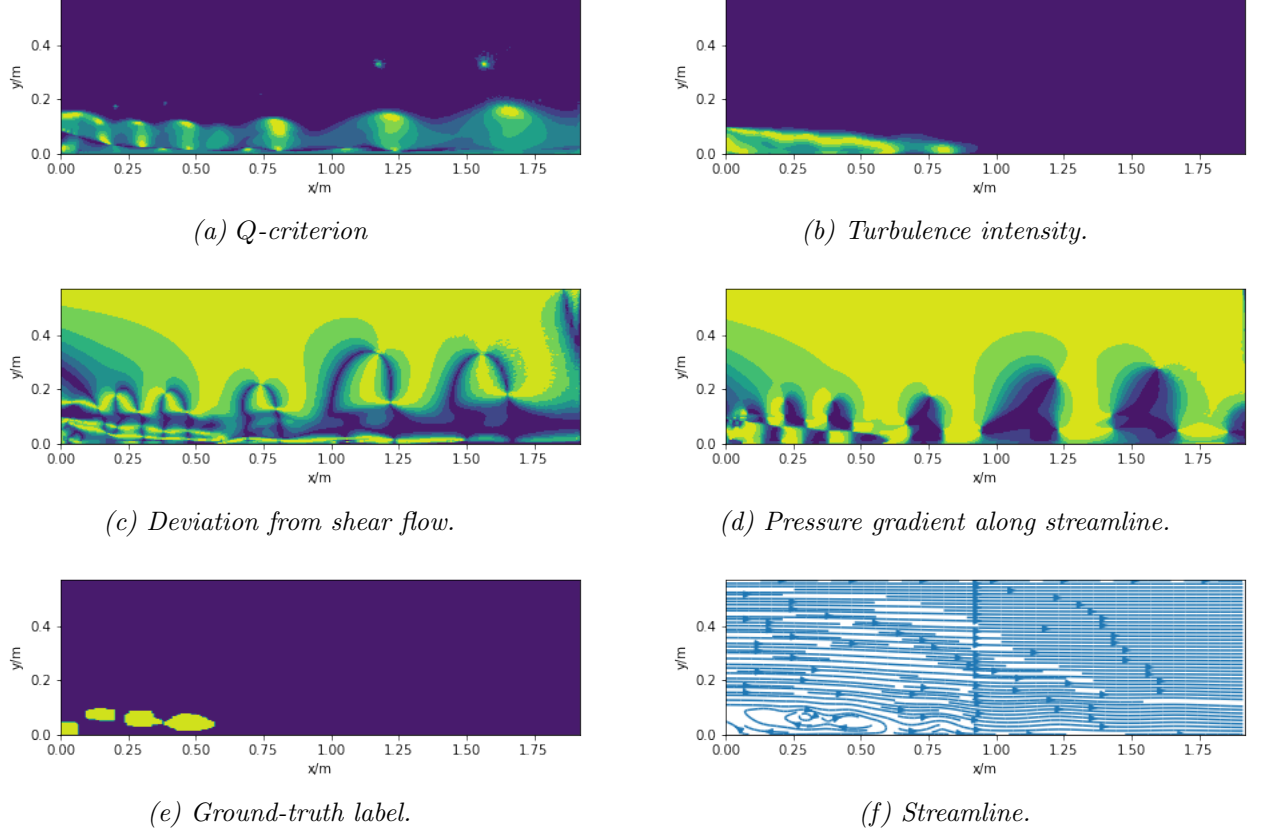 0.4
0.2
0.0
y/m
0.00 0.25 0.50 0.75 1.00 1.25 1.50 1.75
x/m
(a) Q-criterion
0.4
0.2
0.0
y/m
0.00 0.25 0.50 0.75 1.00 1.25 1.50 1.75
x/m
(b) Turbulence intensity.
0.4
0.2
0.0
y/m
0.00 0.25 0.50 0.75 1.00 1.25 1.50 1.75
x/m
(c) Deviation from shear flow.
0.4
0.2
0.0
y/m
0.00 0.25 0.50 0.75 1.00 1.25 1.50 1.75
x/m
(d) Pressure gradient along streamline.
0.4
0.2
0.0
y/m
0.00 0.25 0.50 0.75 1.00 1.25 1.50 1.75
x/m
(e) Ground-truth label.
0.4
0.2
0.0
y/m
0.00 0.25 0.50 0.75 1.00 1.25 1.50 1.75
x/m
(f) Streamline.